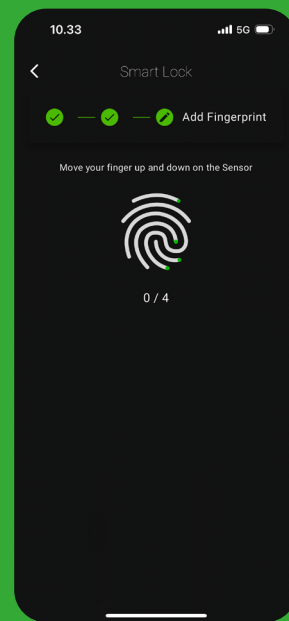 10.33 5G
Smart Lock
Add Fingerprint
Move your finger up and down on the Sensor
0 / 4